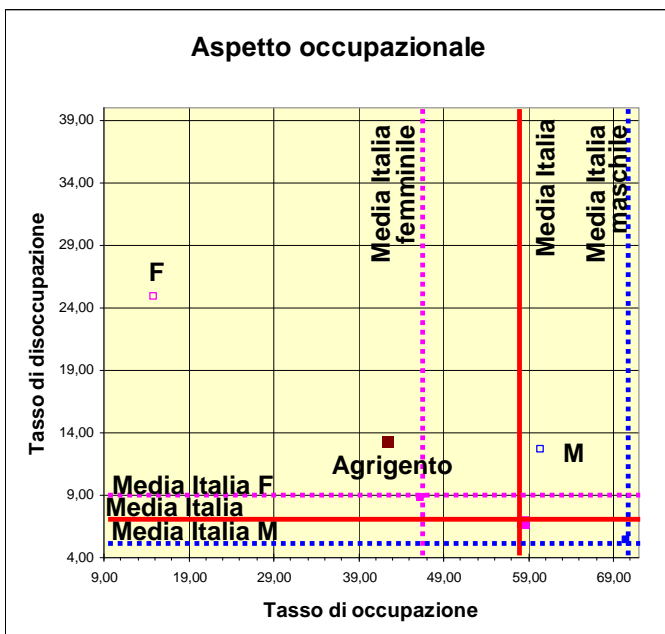 Aspetto occupazionale
39,00
34,00
29,00
24,00
19,00
14,00
9,00
4,00
Tasso di disoccupazione
Media Italia
femminile
Media Italia
Media Italia
maschile
F
M
Agrigento
Media Italia F
Media Italia
Media Italia M
9,00 19,00 29,00 39,00 49,00 59,00 69,00
Tasso di occupazione